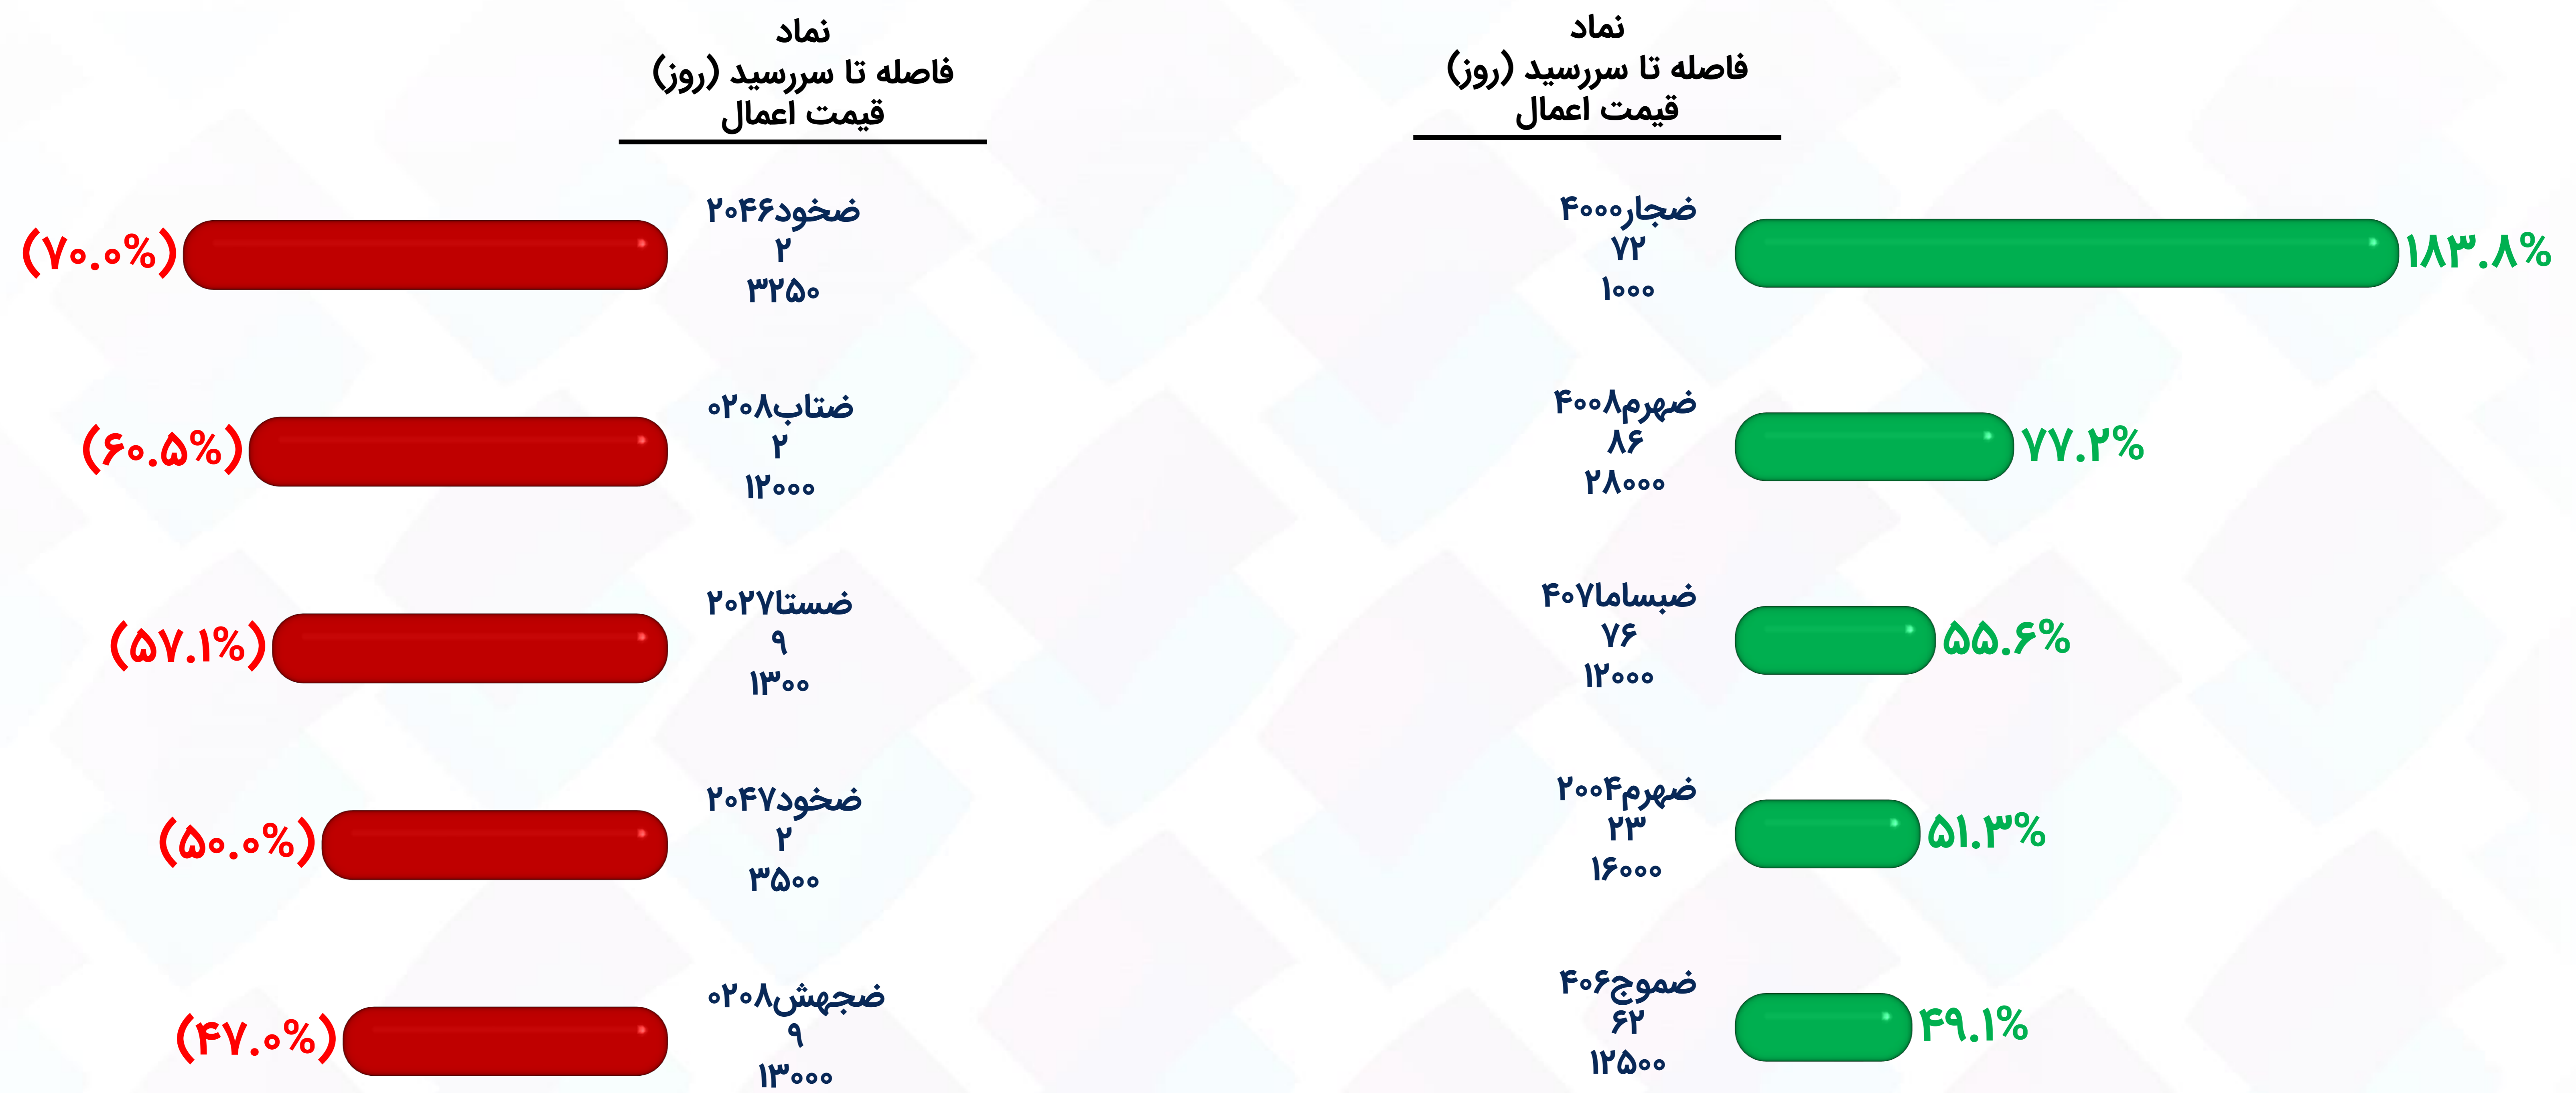 نماد
فاصله تا سررسید (روز)
قیمت اعمال
ضجار۴۰۰۰
۷۲
۱۰۰۰
۱۸۳.۸%
ضهرم۴۰۰۸
۸۶
۲۸۰۰۰
۷۷.۲%
ضبساما۴۰۷
۷۶
۱۲۰۰۰
۵۵.۶%
ضهرم۲۰۰۴
۲۳
۱۶۰۰۰
۵۱.۳%
ضموج۴۰۶
۶۲
۱۲۵۰۰
۴۹.۱%
نماد
فاصله تا سررسید (روز)
قیمت اعمال
ضخود۲۰۴۶
۲
۳۲۵۰
(۷۰.۰%)
ضتاب۰۲۰۸
۲
۱۲۰۰۰
(۶۰.۵%)
ضستا۲۰۲۷
۹
۱۳۰۰
(۵۷.۱%)
ضخود۲۰۴۷
۲
۳۵۰۰
(۵۰.۰%)
ضجهش۰۲۰۸
۹
۱۳۰۰۰
(۴۷.۰%)